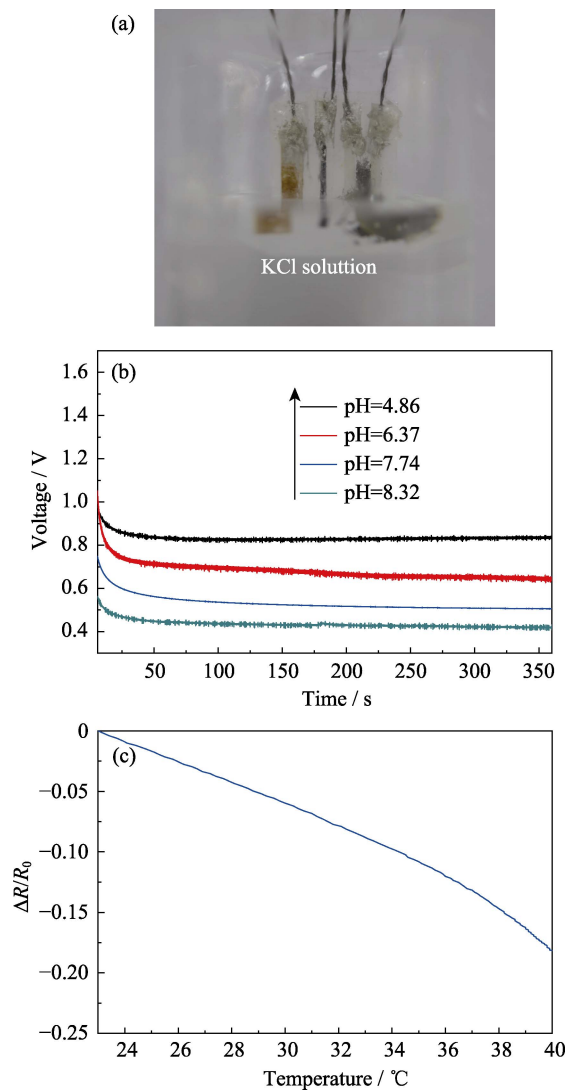 (a)
KCl soluttion
(b)
1.6
1.4
1.2
1.0
0.8
0.6
0.4
Voltage / V
pH=4.86
pH=6.37
pH=7.74
pH=8.32
50 100 150 200 250 300 350
Time / s
(c)
0
−0.05
−0.10
−0.15
−0.20
−0.25
ΔR/R₀
24 26 28 30 32 34 36 38 40
Temperature / ℃